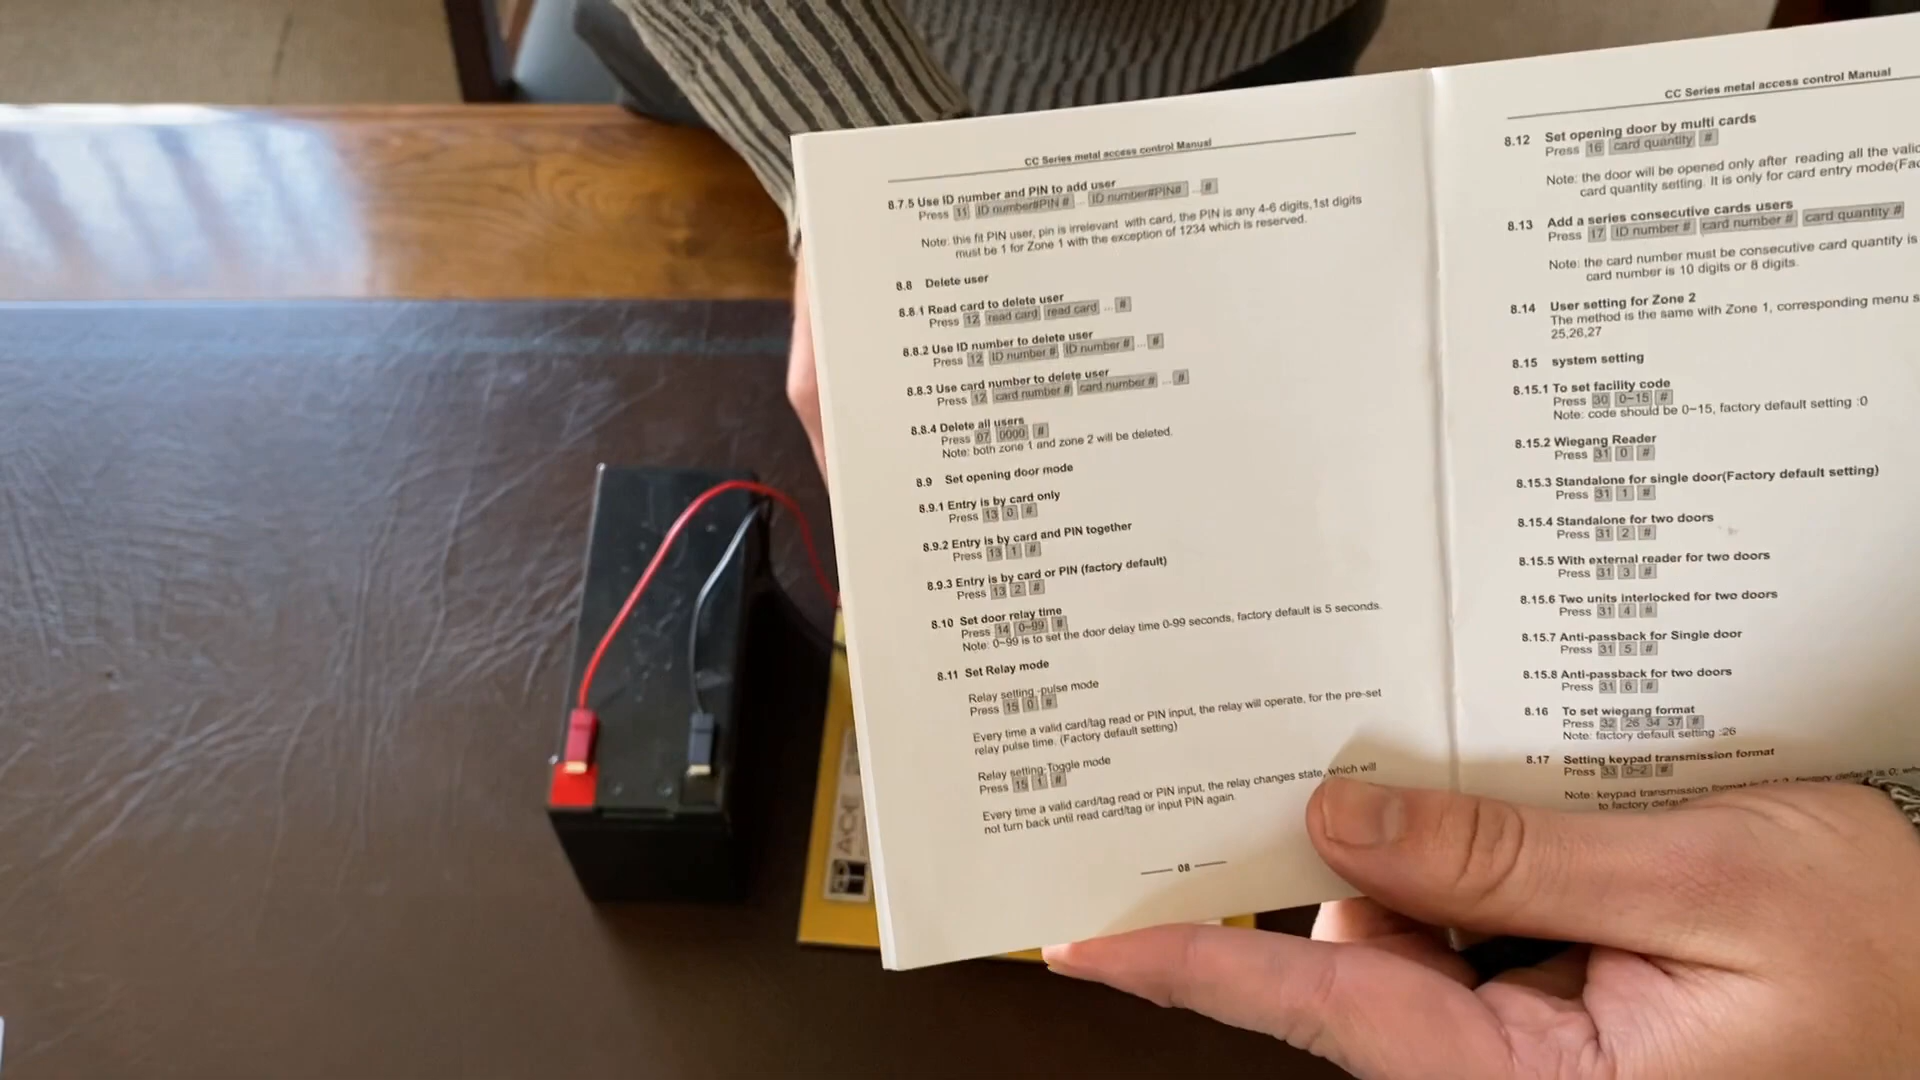 CC Series metal access control Manual
8.7.5 Use ID number and PIN to add user
Press 11 ID number#PIN # ... ID number#PIN# ... #
Note: this fit PIN user, pin is irrelevant with card, the PIN is any 4-6 digits,1st digits
must be 1 for Zone 1 with the exception of 1234 which is reserved.
8.8 Delete user
8.8.1 Read card to delete user
Press 12 read card read card ... #
8.8.2 Use ID number to delete user
Press 12 ID number # ID number # ... #
8.8.3 Use card number to delete user
Press 12 card number # card number # ... #
8.8.4 Delete all users
Press 07 0000 #
Note: both zone 1 and zone 2 will be deleted.
8.9 Set opening door mode
8.9.1 Entry is by card only
Press 13 0 #
8.9.2 Entry is by card and PIN together
Press 13 1 #
8.9.3 Entry is by card or PIN (factory default)
Press 13 2 #
8.10 Set door relay time
Press 14 0~99 #
Note: 0~99 is to set the door delay time 0-99 seconds, factory default is 5 seconds.
8.11 Set Relay mode
Relay setting -pulse mode
Press 15 0 #
Every time a valid card/tag read or PIN input, the relay will operate, for the pre-set
relay pulse time. (Factory default setting)
Relay setting-Toggle mode
Press 15 1 #
Every time a valid card/tag read or PIN input, the relay changes state, which will
not turn back until read card/tag or input PIN again.
08
CC Series metal access control Manual
8.12 Set opening door by multi cards
Press 16 card quantity #
Note: the door will be opened only after reading all the
card quantity setting. It is only for card entry
8.13 Add a series consecutive cards users
Press 17 ID number # card number # card quantity #
Note: the card number must be consecutive card quantity is
card number is 10 digits or 8 digits.
8.14 User setting for Zone 2
The method is the same with Zone 1, corresponding menu
25,26,27
8.15 system setting
8.15.1 To set facility code
Press 30 0~15 #
Note: code should be 0~15, factory default setting :0
8.15.2 Wiegang Reader
Press 31 0 #
8.15.3 Standalone for single door(Factory default setting)
Press 31 1 #
8.15.4 Standalone for two doors
Press 31 2 #
8.15.5 With external reader for two doors
Press 31 3 #
8.15.6 Two units interlocked for two doors
Press 31 4 #
8.15.7 Anti-passback for Single door
Press 31 5 #
8.15.8 Anti-passback for two doors
Press 31 6 #
8.16 To set wiegang format
Press 32 26 34 37 #
Note: factory default setting :26
8.17 Setting keypad transmission format
Press 33 0~2 #
Note: keypad transmission
to factory